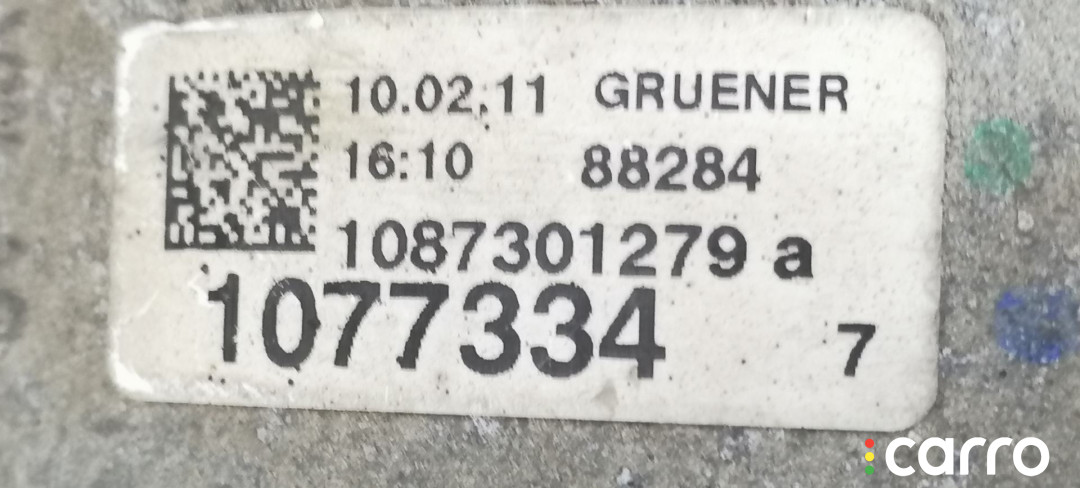 10.02.11 GRUENER
16:10 88284
1087301279 a
1077334 7
carro